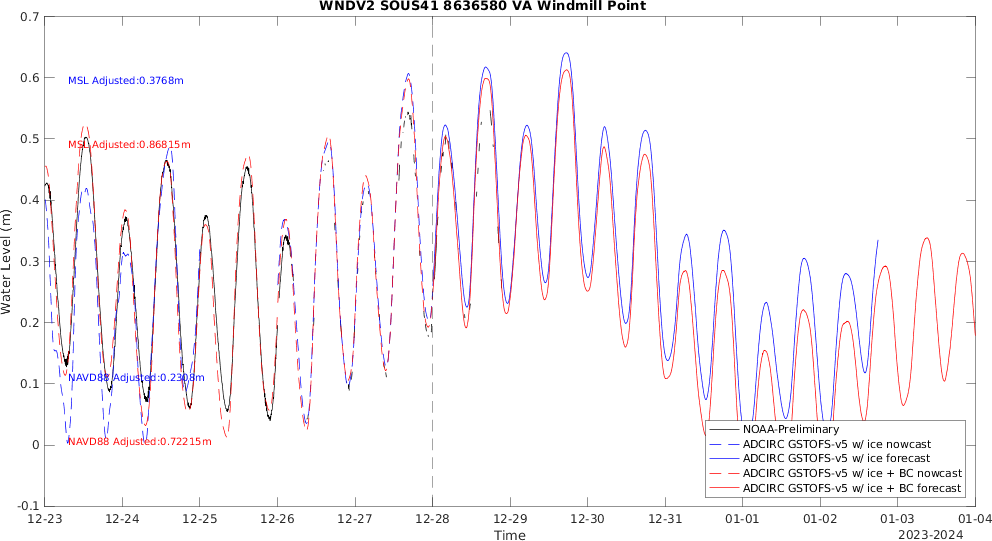 WNDV2 SOUS41 8636580 VA Windmill Point
0.7
0.6
0.5
0.4
0.3
0.2
0.1
0
-0.1
Water Level (m)
MSL Adjusted:0.3768m
MSL Adjusted:0.86815m
NAVD88 Adjusted:0.2308m
NAVD88 Adjusted:0.72215m
NOAA-Preliminary
ADCIRC GSTOFS-v5 w/ ice nowcast
ADCIRC GSTOFS-v5 w/ ice forecast
ADCIRC GSTOFS-v5 w/ ice + BC nowcast
ADCIRC GSTOFS-v5 w/ ice + BC forecast
12-23 12-24 12-25 12-26 12-27 12-28 12-29 12-30 12-31 01-01 01-02 01-03 01-04
Time
2023-2024